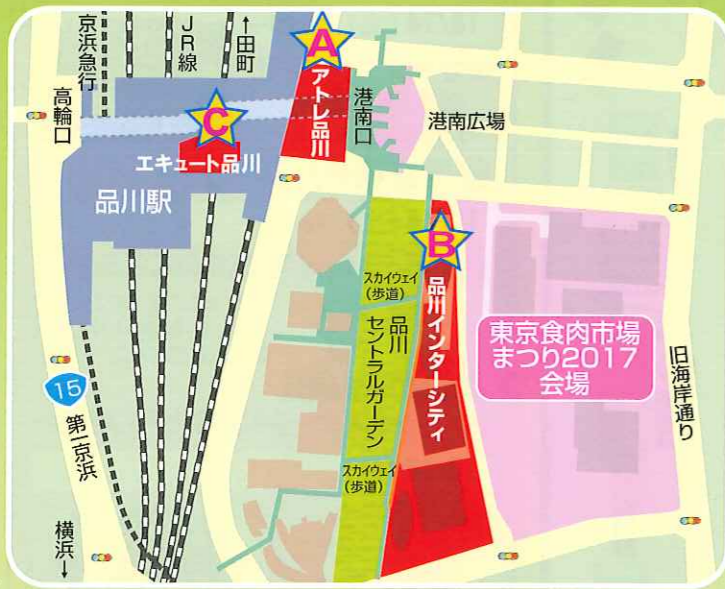 京浜急行
JR線
↑田町
A
アトレ品川
港南口
港南広場
高輪口
C
エキュート品川
品川駅
B
品川インターシティ
スカイウェイ
(歩道)
品川
セントラルガーデン
スカイウェイ
(歩道)
東京食肉市場
まつり2017
会場
旧海岸通り
15
第一京浜
横浜↓